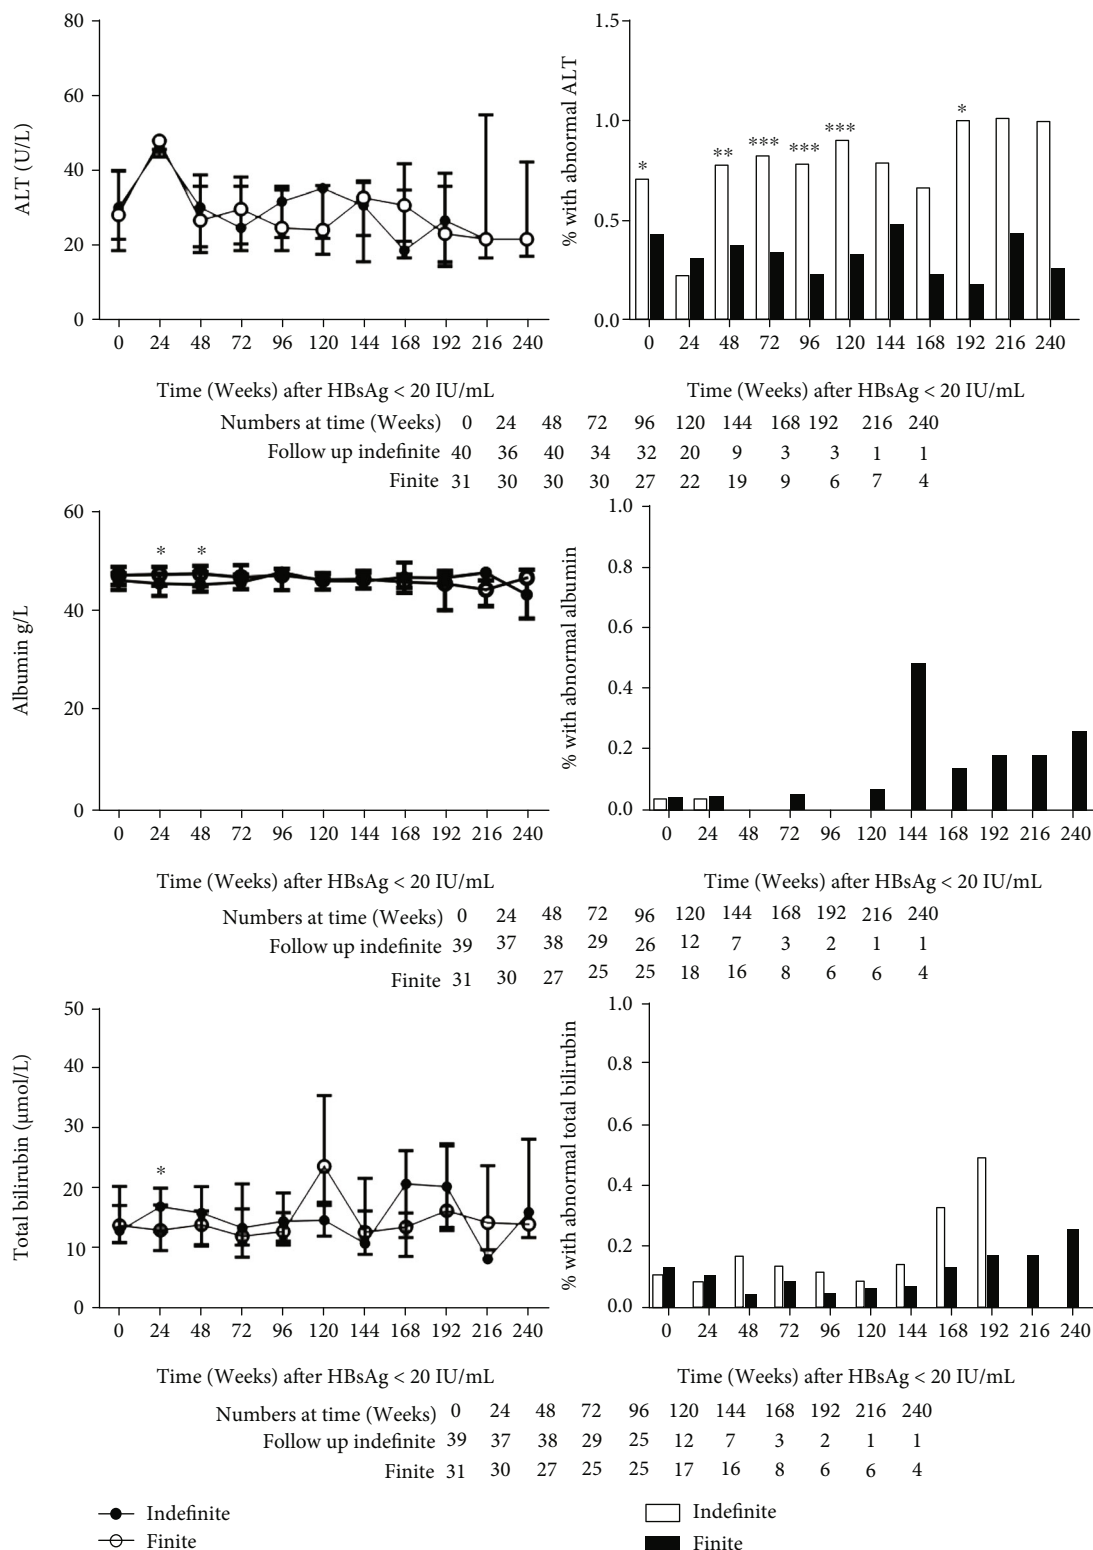 ALT (U/L)
80
60
40
20
0
0 24 48 72 96 120 144 168 192 216 240
Time (Weeks) after HBsAg < 20 IU/mL
% with abnormal ALT
1.5
1.0
0.5
0.0
* ** *** *** *** *
0 24 48 72 96 120 144 168 192 216 240
Numbers at time (Weeks) 0 24 48 72 96 120 144 168 192 216 240
Follow up indefinite 40 36 40 34 32 20 9 3 3 1 1
Finite 31 30 30 30 27 22 19 9 6 7 4
Albumin g/L
60
40
20
0
* *
0 24 48 72 96 120 144 168 192 216 240
Time (Weeks) after HBsAg < 20 IU/mL
% with abnormal albumin
1.0
0.8
0.6
0.4
0.2
0.0
0 24 48 72 96 120 144 168 192 216 240
Time (Weeks) after HBsAg < 20 IU/mL
Numbers at time (Weeks) 0 24 48 72 96 120 144 168 192 216 240
Follow up indefinite 39 37 38 29 26 12 7 3 2 1 1
Finite 31 30 27 25 25 18 16 8 6 6 4
Total bilirubin (μmol/L)
50
40
30
20
10
0
*
0 24 48 72 96 120 144 168 192 216 240
Time (Weeks) after HBsAg < 20 IU/mL
% with abnormal total bilirubin
1.0
0.8
0.6
0.4
0.2
0.0
0 24 48 72 96 120 144 168 192 216 240
Time (Weeks) after HBsAg < 20 IU/mL
Numbers at time (Weeks) 0 24 48 72 96 120 144 168 192 216 240
Follow up indefinite 39 37 38 29 25 12 7 3 2 1 1
Finite 31 30 27 25 25 17 16 8 6 6 4
Indefinite
Finite
Indefinite
Finite